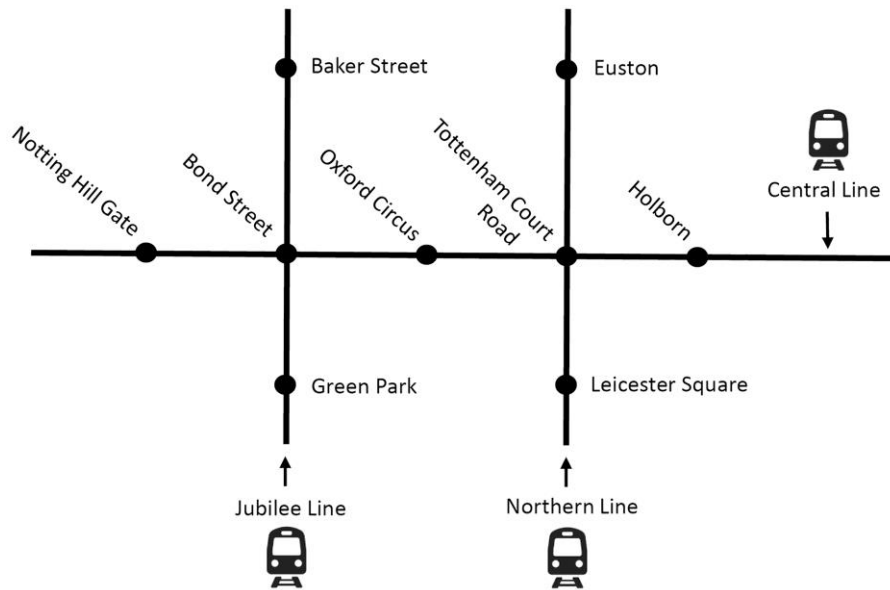 Baker Street
Euston
Notting Hill Gate
Bond Street
Oxford Circus
Tottenham Court
Road
Holborn
Central Line
Green Park
Leicester Square
Jubilee Line
Northern Line